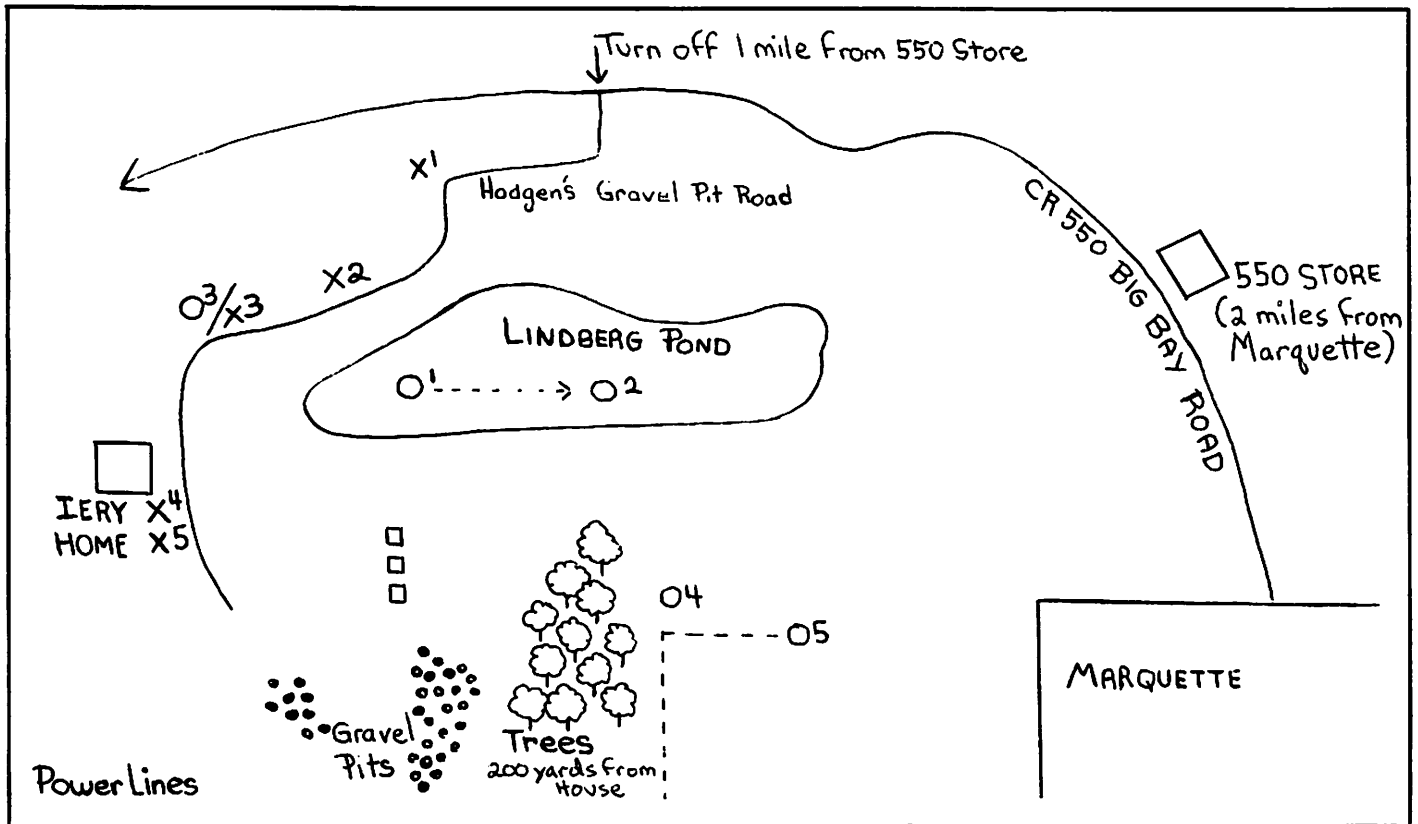 Turn off 1 mile from 550 Store
X1
Hodgen's Gravel Pit Road
CR 550 BIG BAY ROAD
X2
O3/X3
550 STORE
(2 miles from
Marquette)
LINDBERG POND
O1
O2
IERY X4
HOME X5
O4
O5
MARQUETTE
Gravel
Pits
Trees
200 yards from
House
Power Lines